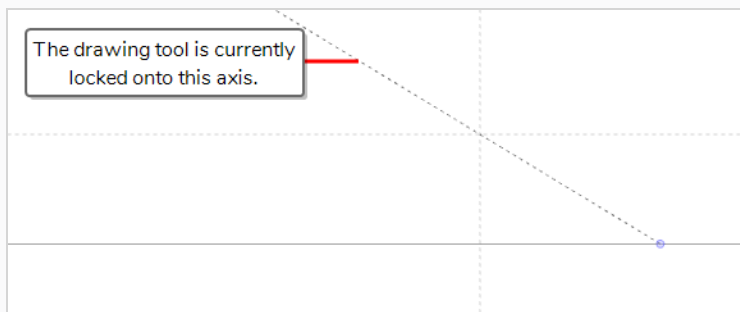 The drawing tool is currently
locked onto this axis.